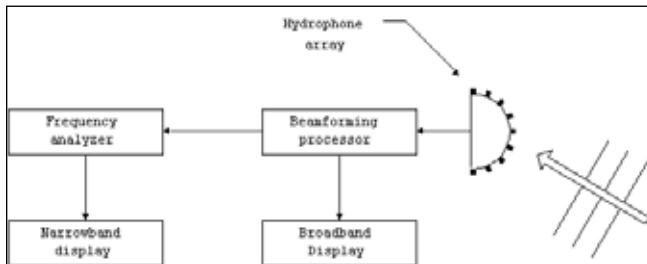 Hydrophone
array
Frequency
analyzer
Beamforming
processor
Narrowband
display
Broadband
Display